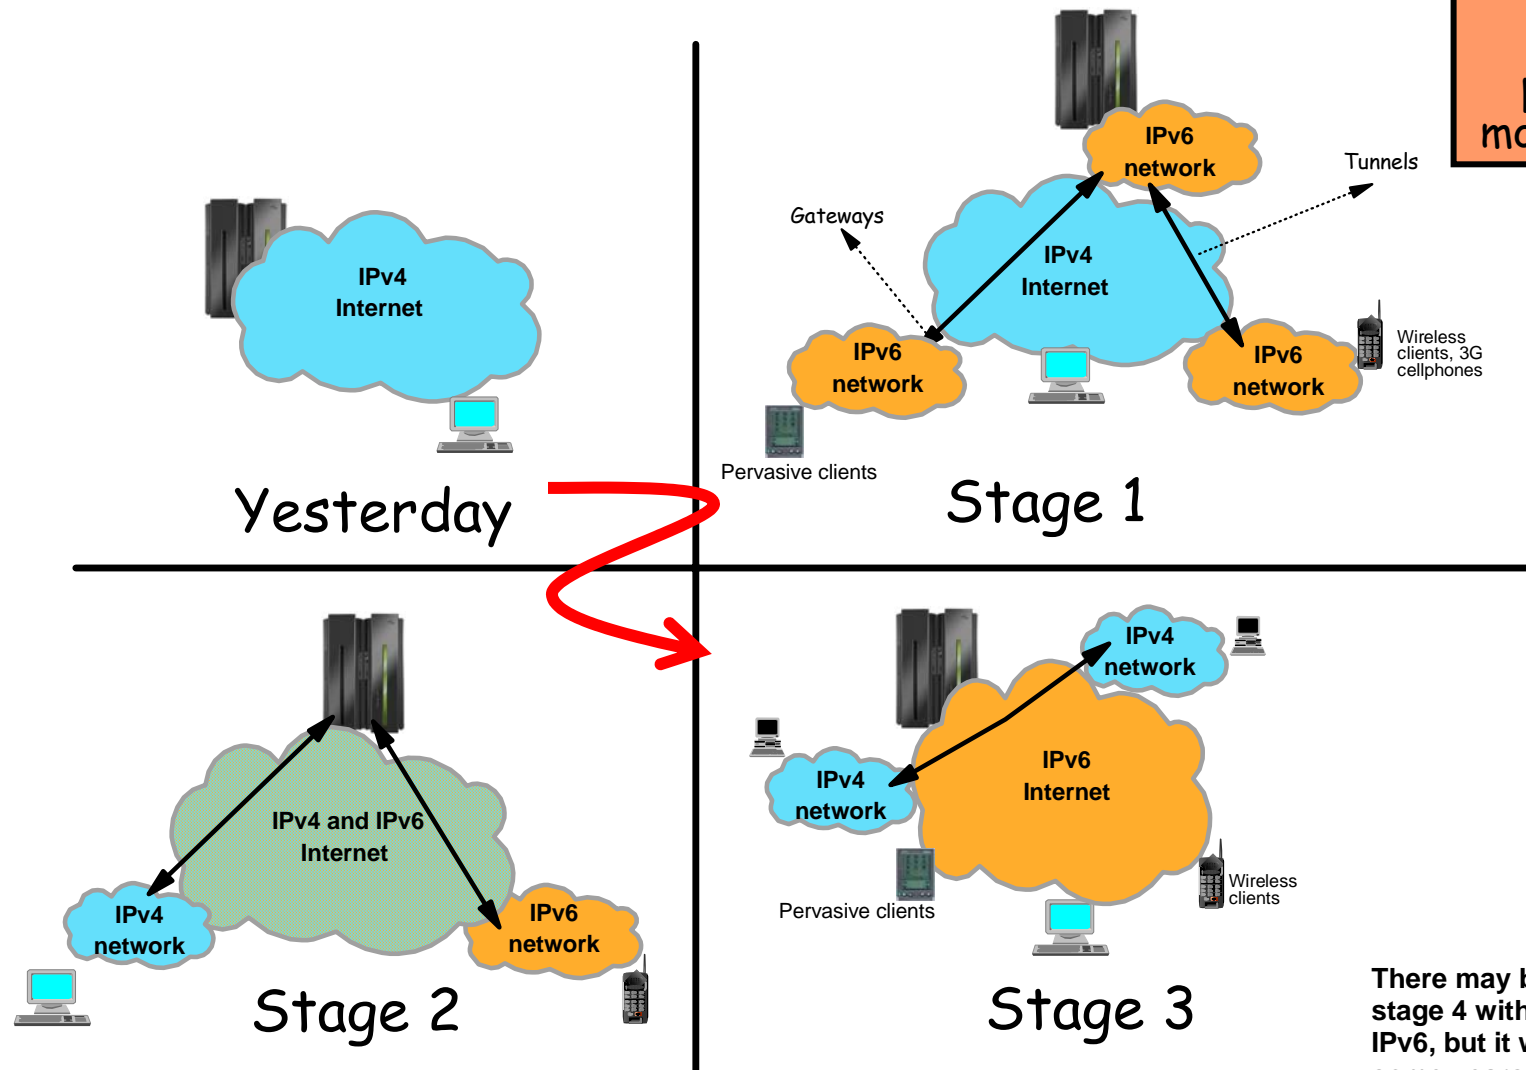 IPv4
Internet
Yesterday
IPv6
network
Tunnels
Gateways
IPv4
Internet
IPv6
network
IPv6
network
Wireless
clients, 3G
cellphones
Pervasive clients
Stage 1
IPv4 and IPv6
Internet
IPv4
network
IPv6
network
Stage 2
IPv4
network
IPv4
network
IPv6
Internet
Pervasive clients
Wireless
clients
Stage 3
There may
stage 4 with
IPv6, but it